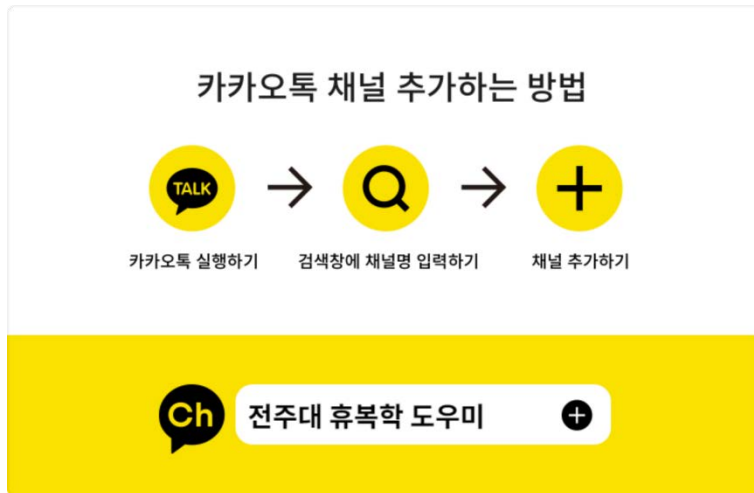 카카오톡 채널 추가하는 방법
TALK
카카오톡 실행하기
검색창에 채널명 입력하기
채널 추가하기
Ch
전주대 휴복학 도우미